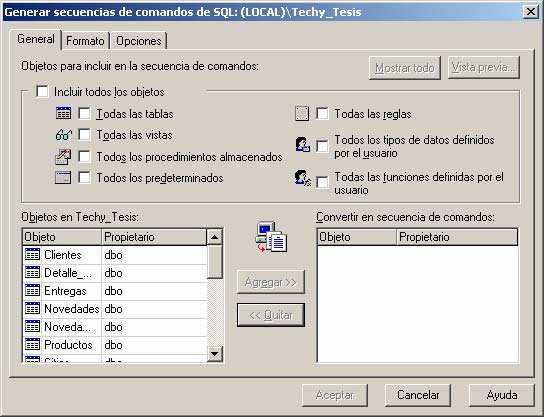 Generar secuencias de comandos de SQL: (LOCAL)\Techy_Tesis
General
Formato
Opciones
Objetos para incluir en la secuencia de comandos:
Mostrar todo
Vista previa...
Incluir todos los objetos
Todas las tablas
Todas las reglas
Todas las vistas
Todos los tipos de datos definidos
por el usuario
Todos los procedimientos almacenados
Todos los predeterminados
Todas las funciones definidas por el
usuario
Objetos en Techy_Tesis:
Convertir en secuencia de comandos:
Objeto Propietario
Objeto Propietario
Clientes dbo
Detalle_... dbo
Entregas dbo
Novedades dbo
Noveda... dbo
Productos dbo
dbo
Agregar >>
<< Quitar
Aceptar
Cancelar
Ayuda